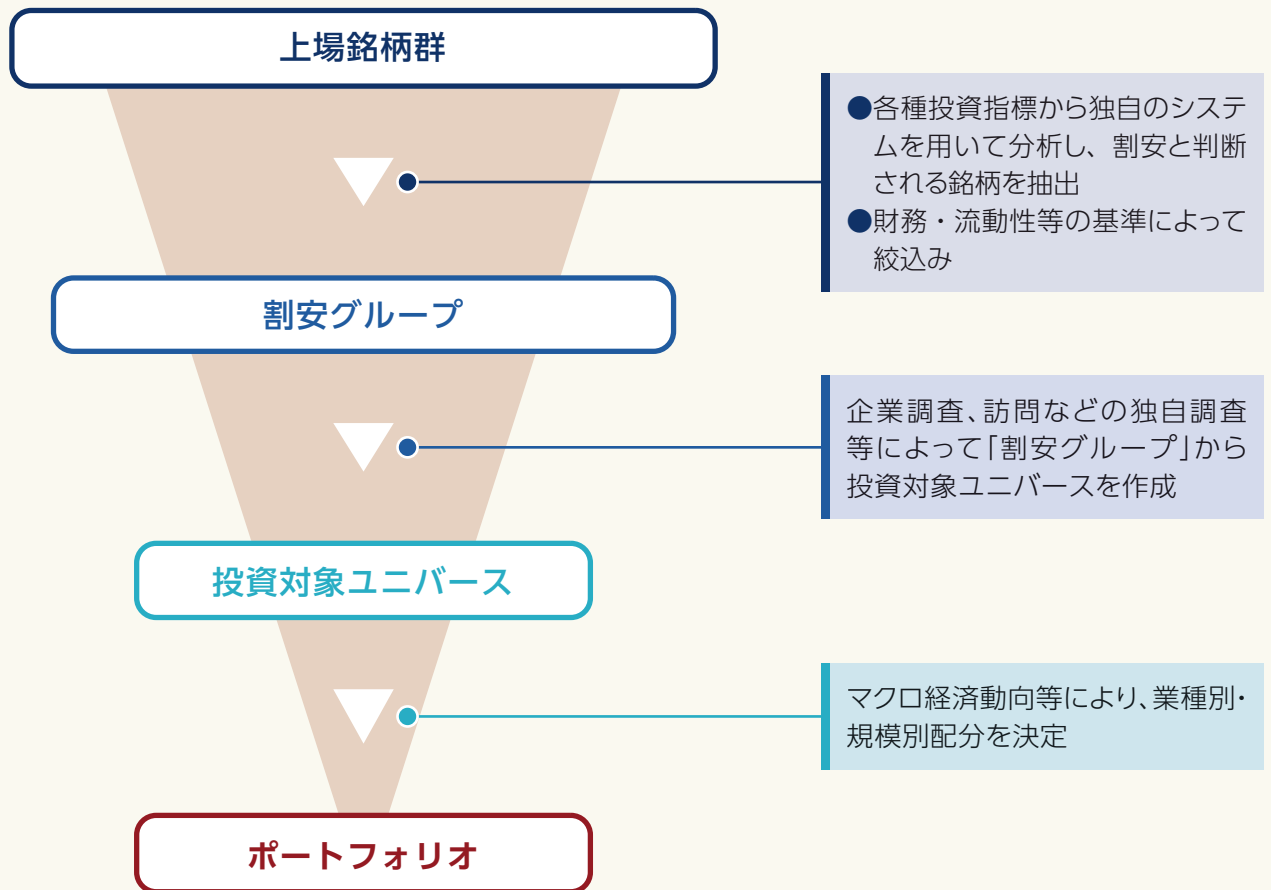 上場銘柄群
●各種投資指標から独自のシステ
ムを用いて分析し、割安と判断
される銘柄を抽出
●財務・流動性等の基準によって
絞込み
割安グループ
企業調査、訪問などの独自調査
等によって「割安グループ」から
投資対象ユニバースを作成
投資対象ユニバース
マクロ経済動向等により、業種別・
規模別配分を決定
ポートフォリオ